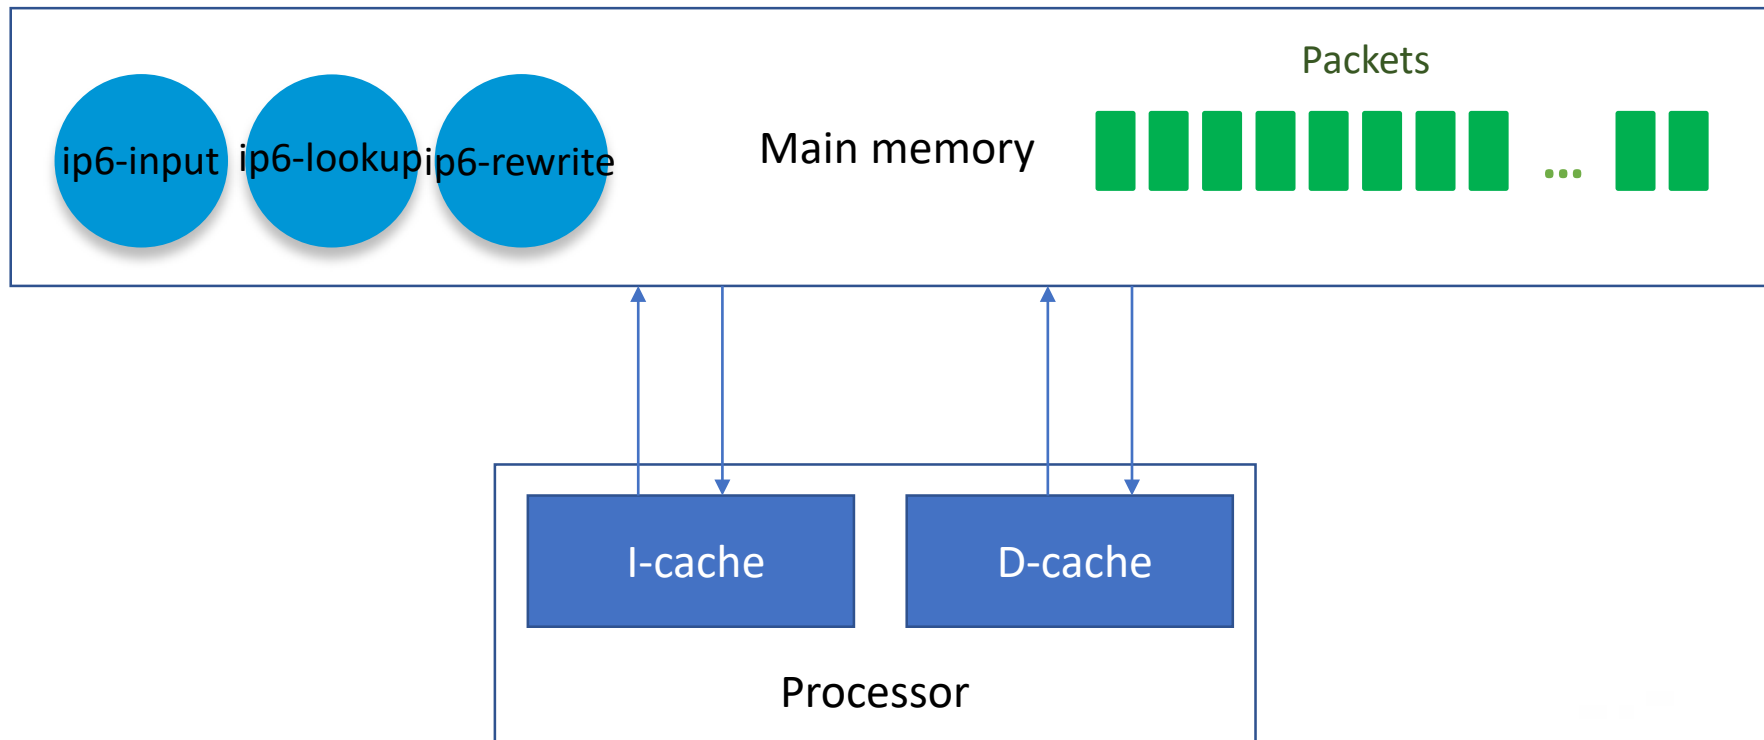 Packets
ip6-input
ip6-lookup
ip6-rewrite
Main memory
...
I-cache
D-cache
Processor